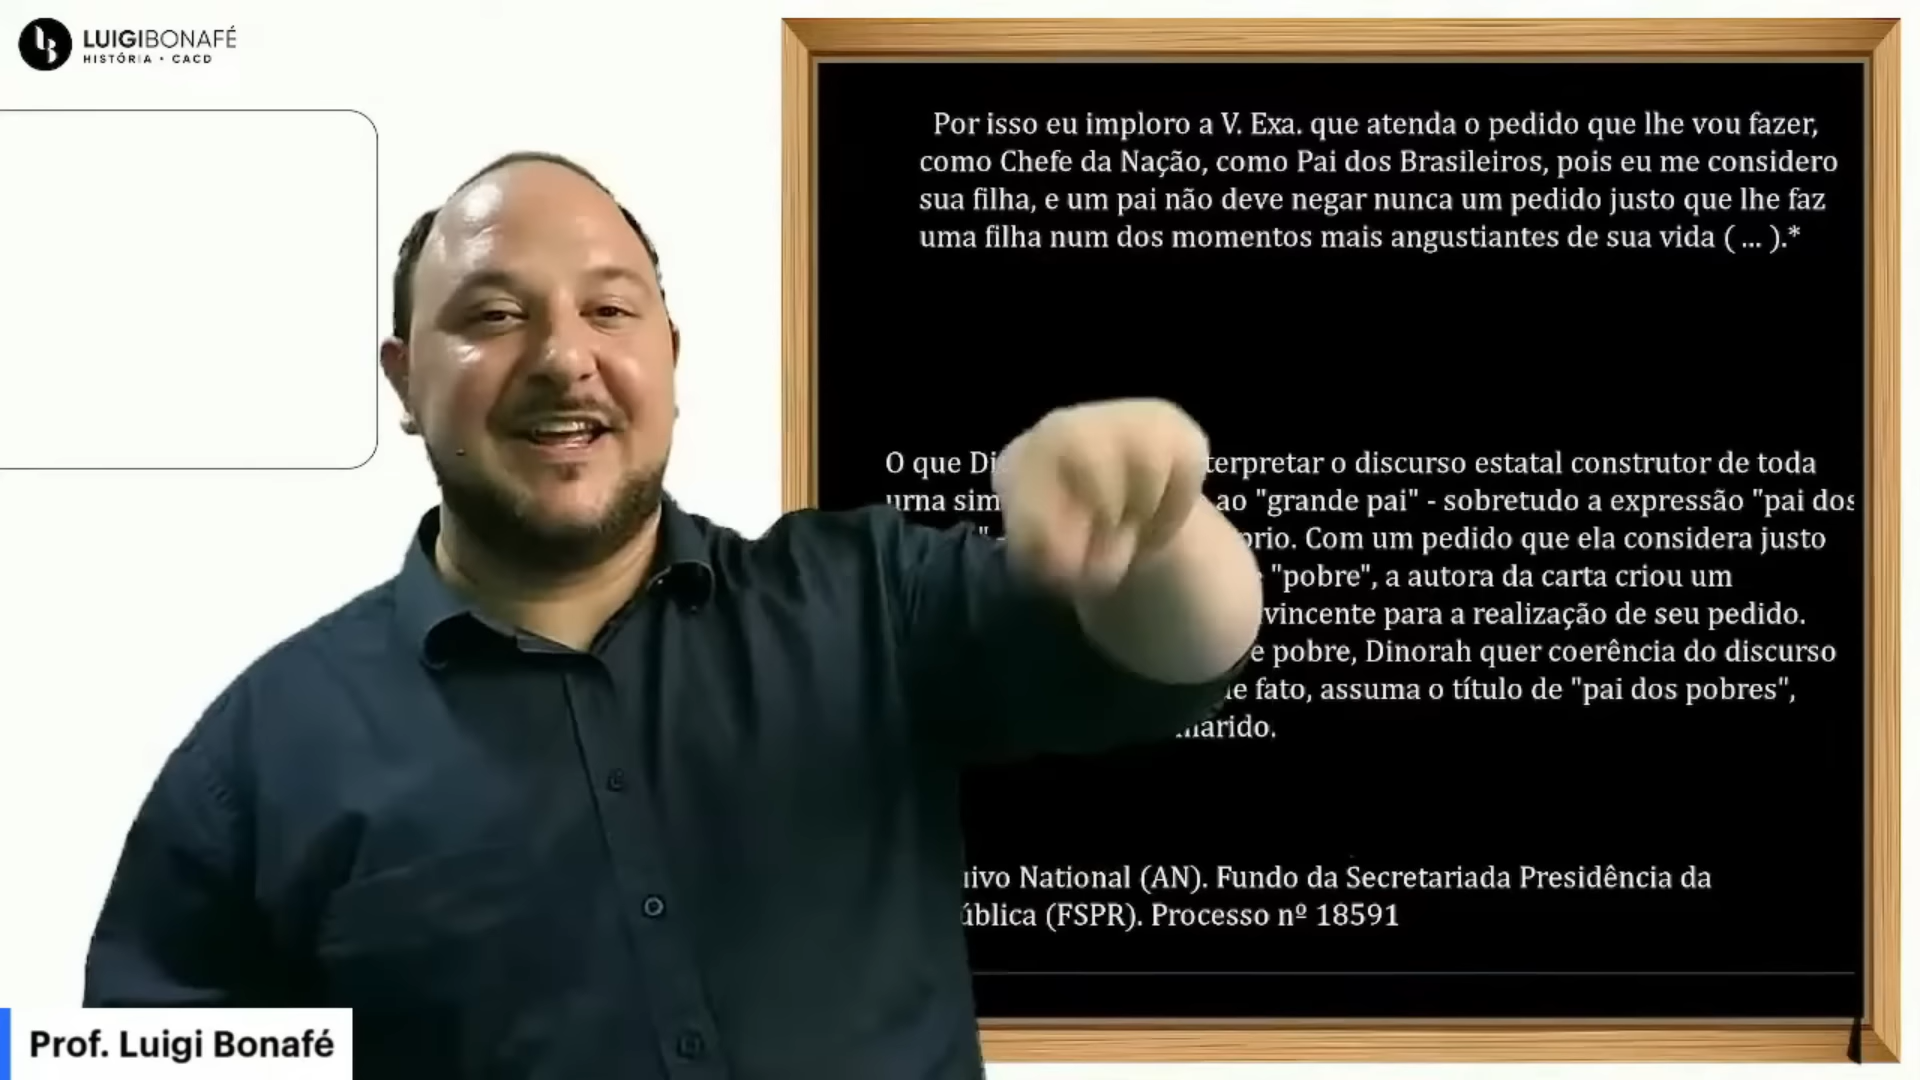 LUIGIBONAFÉ
HISTÓRIA • CACD
Por isso eu imploro a V. Exa. que atenda o pedido que lhe vou fazer,
como Chefe da Nação, como Pai dos Brasileiros, pois eu me considero
sua filha, e um pai não deve negar nunca um pedido justo que lhe faz
uma filha num dos momentos mais angustiantes de sua vida ( ... ).*
O que terpretar o discurso estatal construtor de toda
urna sim ao "grande pai" - sobretudo a expressão "pai dos
prio. Com um pedido que ela considera justo
"pobre", a autora da carta criou um
vincente para a realização de seu pedido.
e pobre, Dinorah quer coerência do discurso
fato, assuma o título de "pai dos pobres",
marido.
uivo National (AN). Fundo da Secretariada Presidência da
ública (FSPR). Processo nº 18591
Prof. Luigi Bonafé